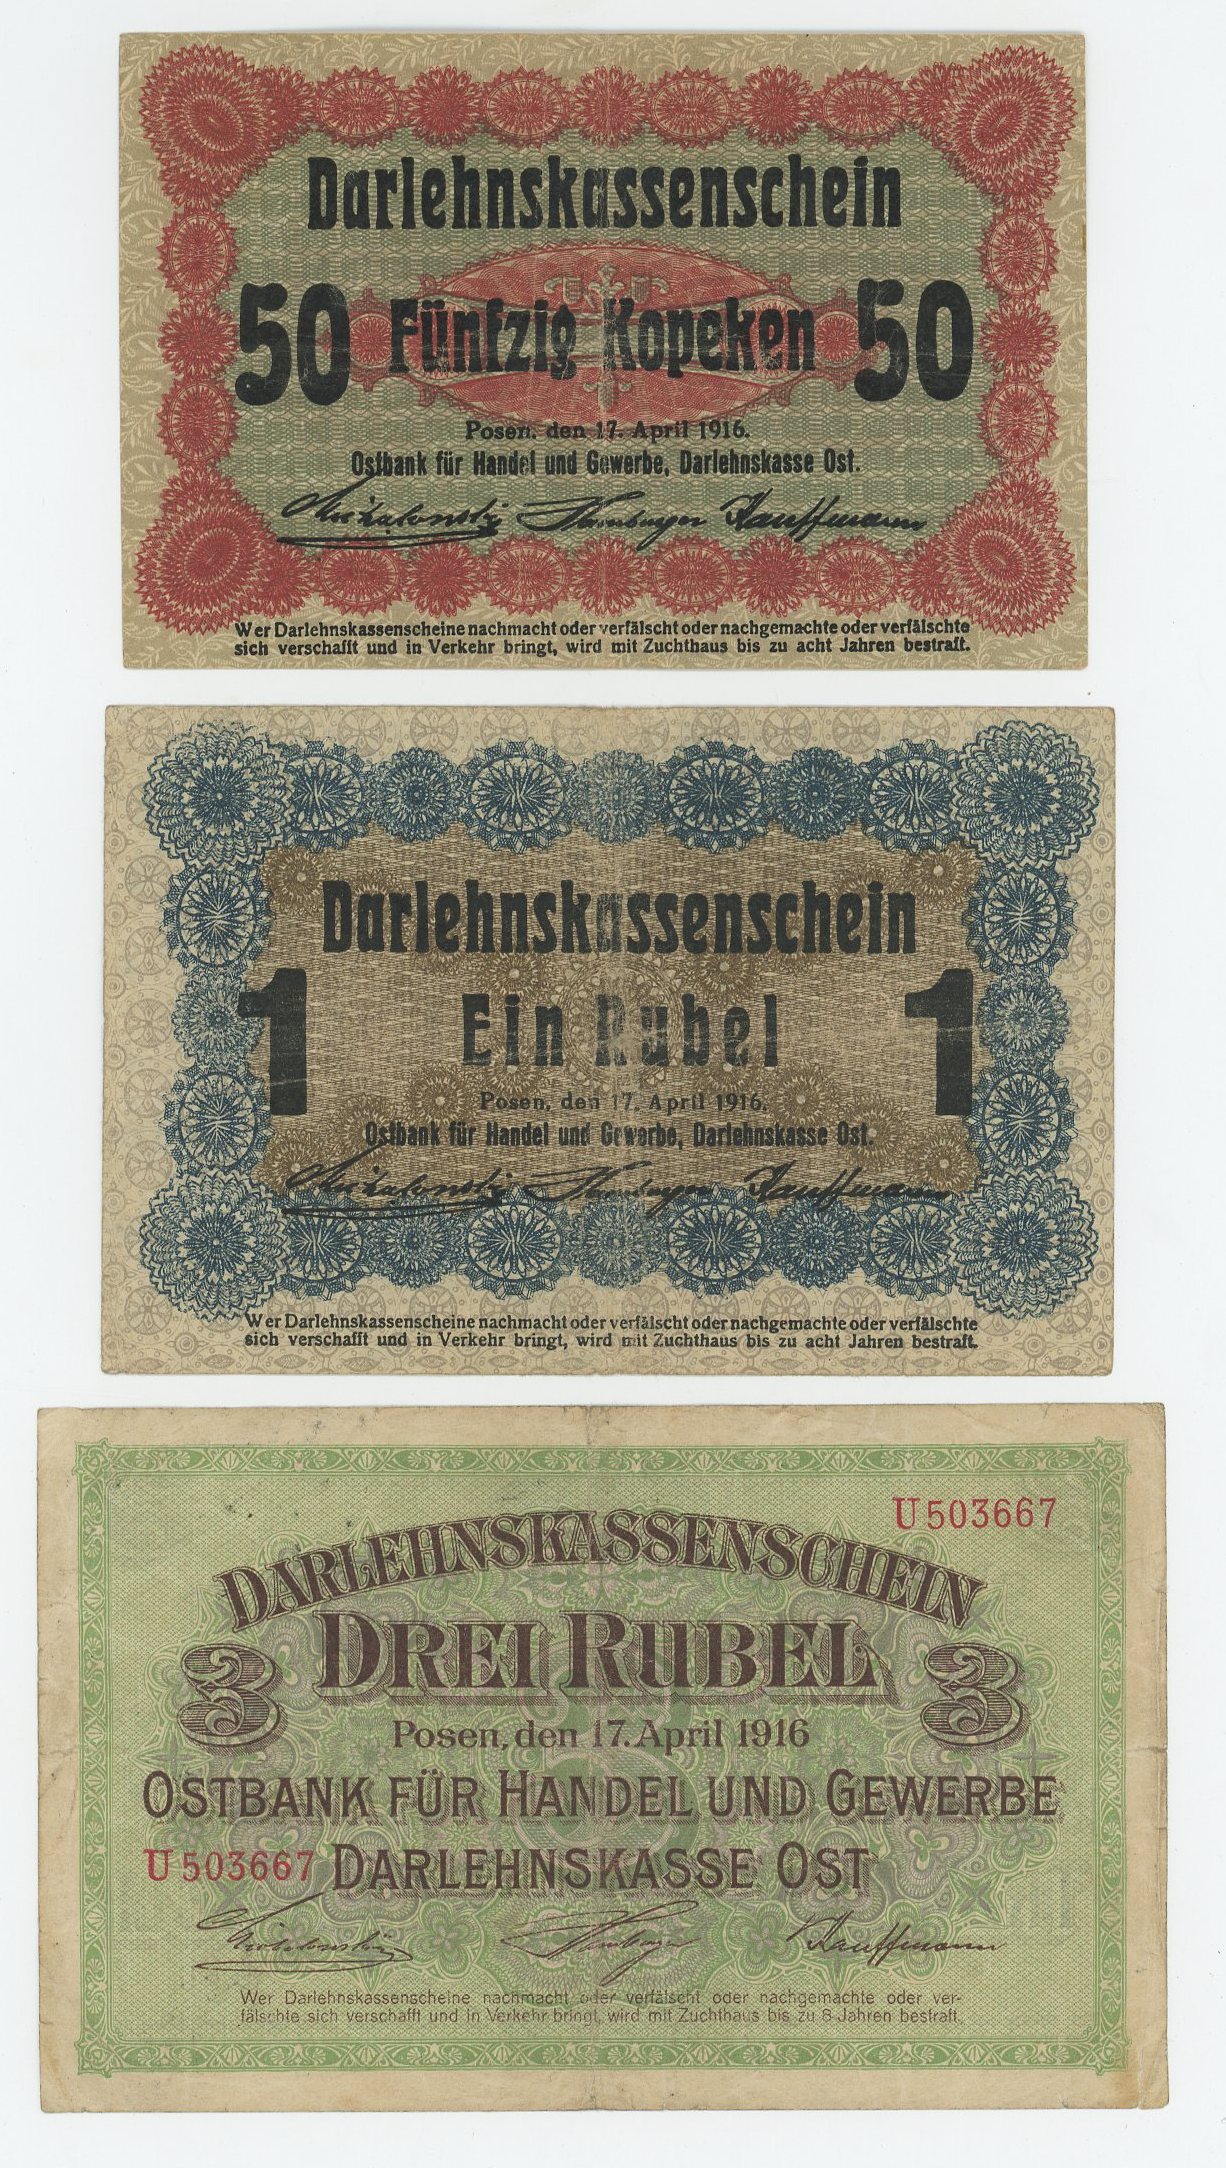 Darlehnskassenschein
50 Fünfzig Kopeken 50
Posen, den 17. April 1916.
Ostbank für Handel und Gewerbe, Darlehnskasse Ost.
Kauffmann
Wer Darlehnskassenscheine nachmacht oder verfälscht oder nachgemachte oder verfälschte
sich verschafft und in Verkehr bringt, wird mit Zuchthaus bis zu acht Jahren bestraft.
Darlehnskassenschein
1 Ein Rubel 1
Posen, den 17. April 1916.
Ostbank für Handel und Gewerbe, Darlehnskasse Ost.
Kauffmann
Wer Darlehnskassenscheine nachmacht oder verfälscht oder nachgemachte oder verfälschte
sich verschafft und in Verkehr bringt, wird mit Zuchthaus bis zu acht Jahren bestraft.
U 503667
DARLEHNSKASSENSCHEIN
3 DREI RUBEL 3
Posen, den 17. April 1916
OSTBANK FÜR HANDEL UND GEWERBE
U 503667 DARLEHNSKASSE OST
Kauffmann
Wer Darlehnskassenscheine nachmacht oder verfälscht oder nachgemachte oder ver-
fälschte sich verschafft und in Verkehr bringt, wird mit Zuchthaus bis zu 8 Jahren bestraft.